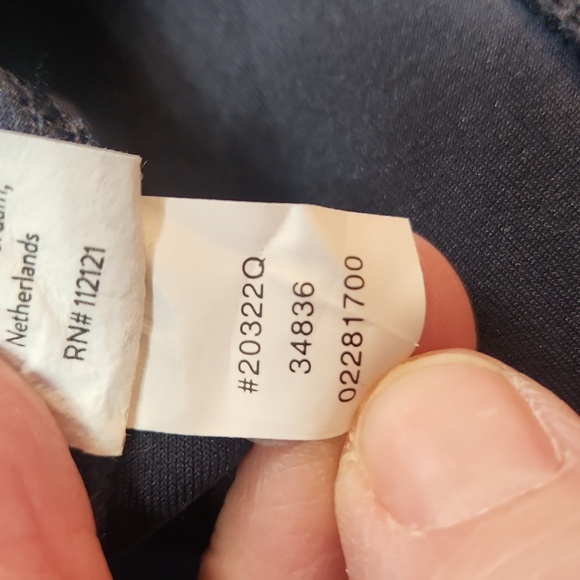 Netherlands
RN# 112121
#20322Q
34836
02281700